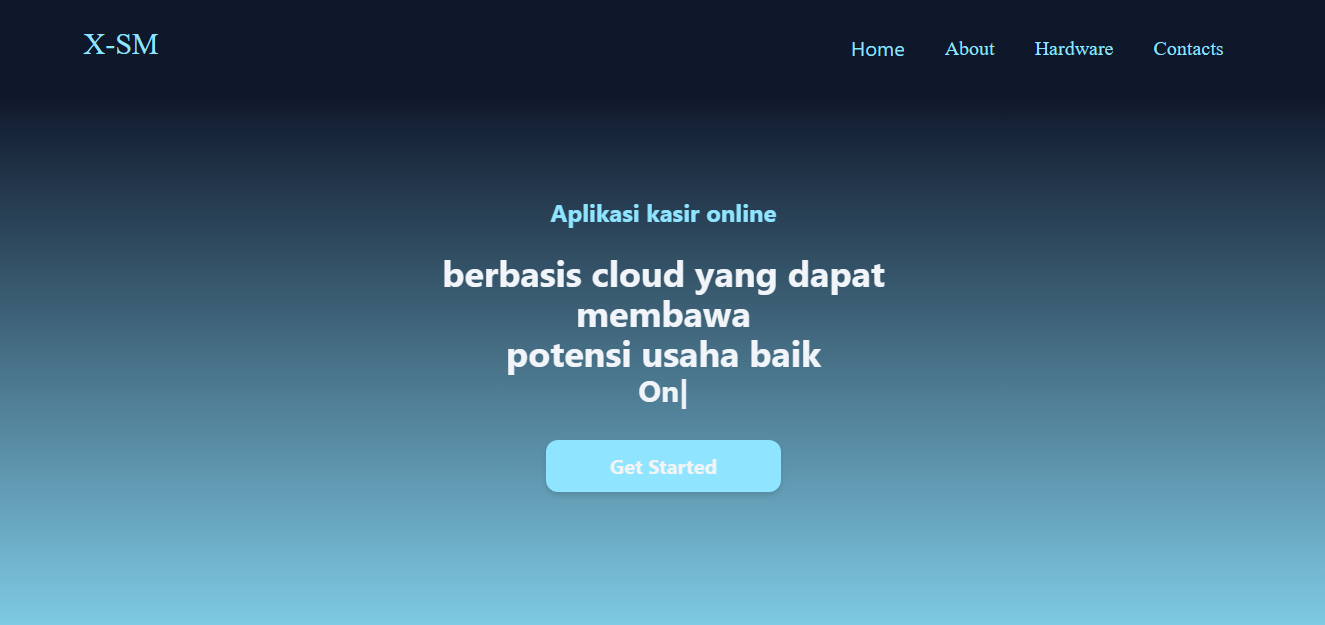 X-SM
Home About Hardware Contacts
Aplikasi kasir online
berbasis cloud yang dapat
membawa
potensi usaha baik
On|
Get Started